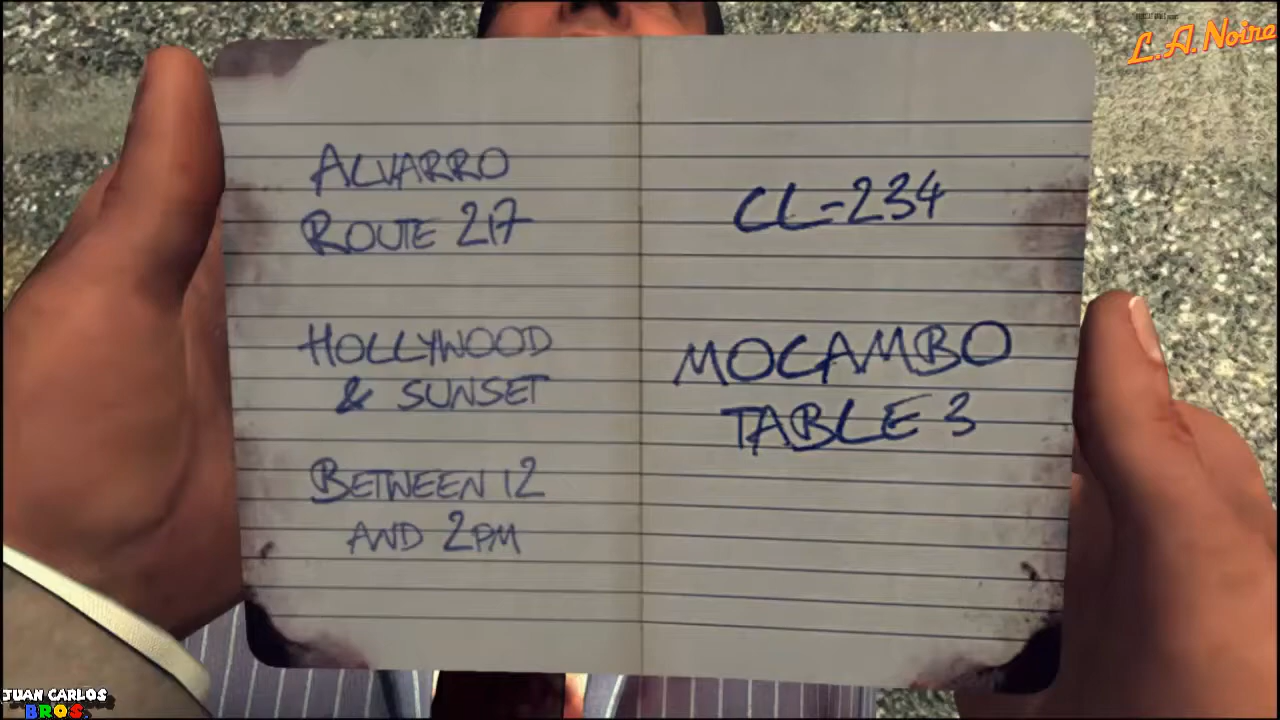 L.A. Noire
ALVARRO
ROUTE 217
HOLLYWOOD
& SUNSET
BETWEEN 12
AND 2PM
CL-234
MOCAMBO
TABLE 3
JUAN CARLOS
BROS.